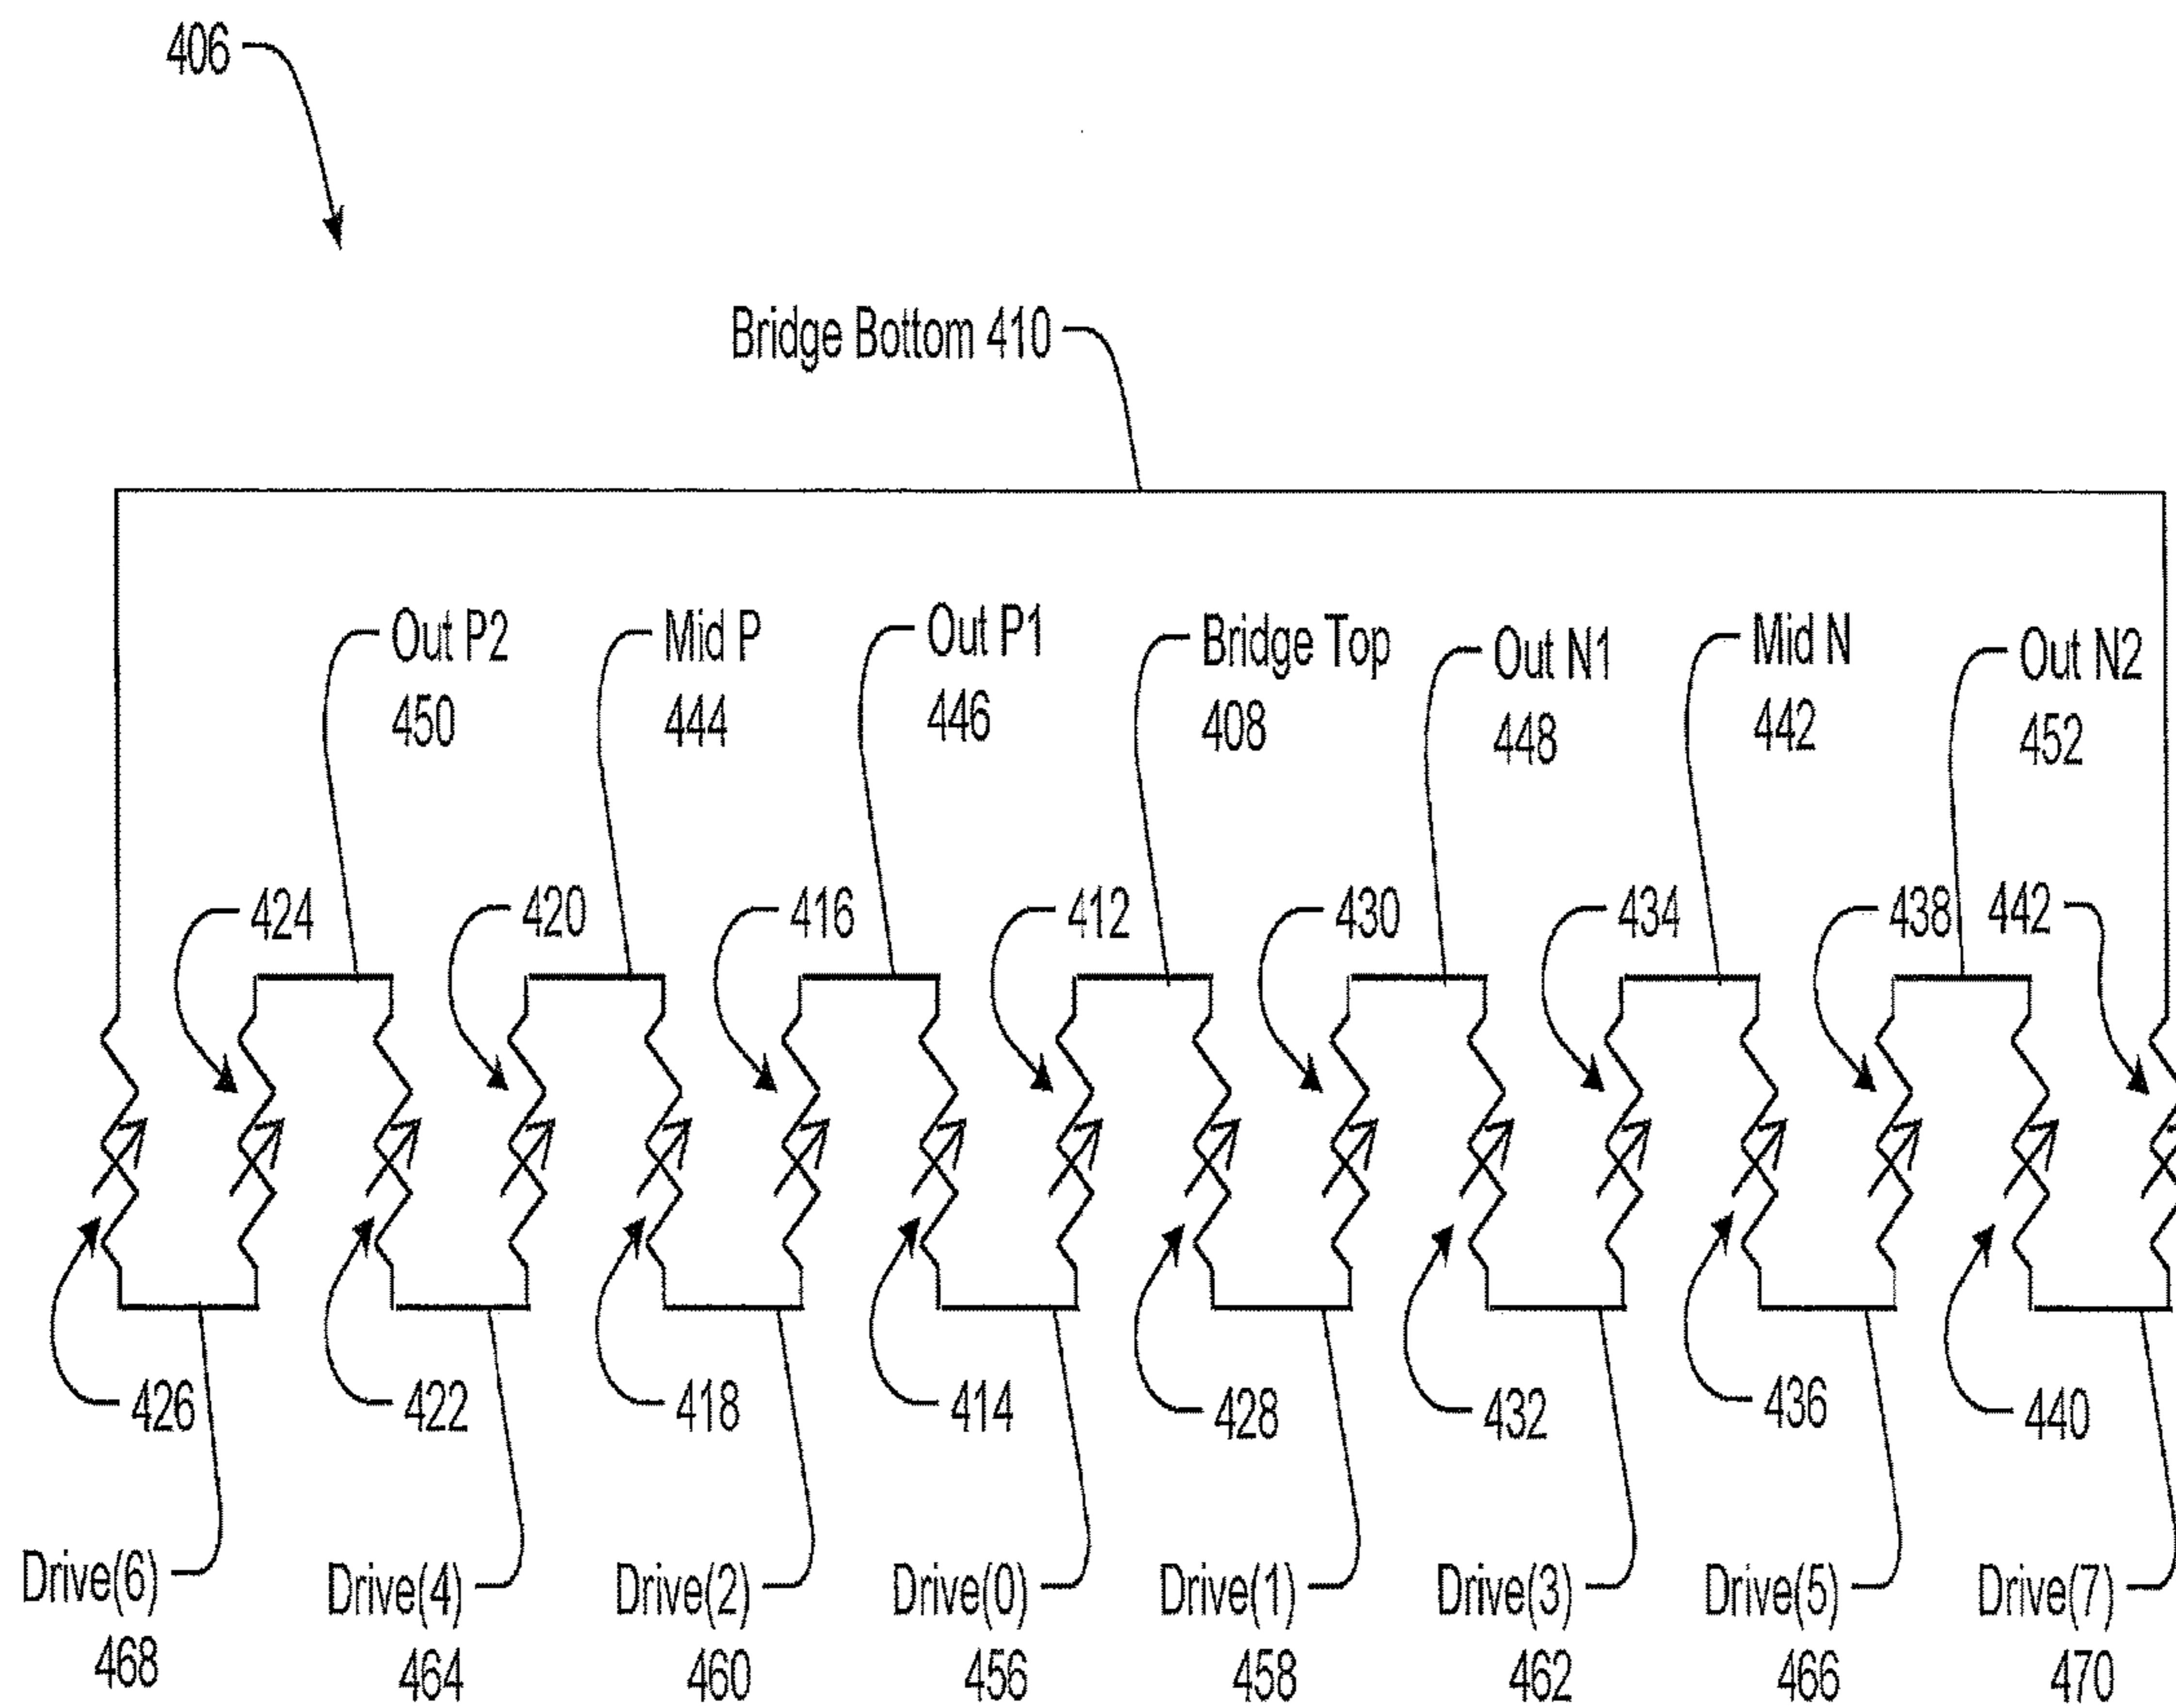 406
Bridge Bottom 410
Out P2
450
Mid P
444
Out P1
446
Bridge Top
408
Out N1
448
Mid N
442
Out N2
452
424
420
416
412
430
434
438
442
426
422
418
414
428
432
436
440
Drive(6)
468
Drive(4)
464
Drive(2)
460
Drive(0)
456
Drive(1)
458
Drive(3)
462
Drive(5)
466
Drive(7)
470